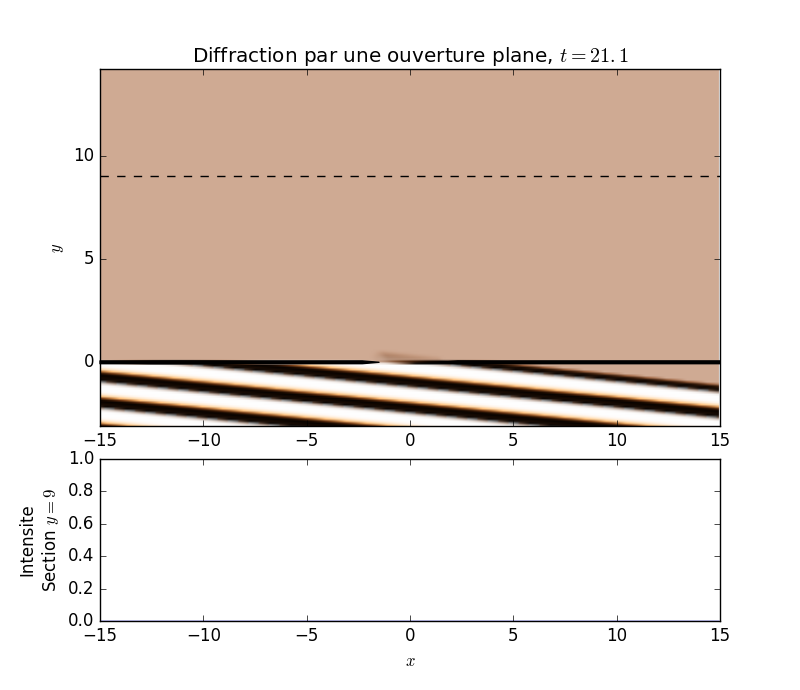 Diffraction par une ouverture plane, t = 21.1
10
y
5
0
−15 −10 −5 0 5 10 15
1.0
0.8
0.6
0.4
0.2
0.0
Intensite
Section y = 9
−15 −10 −5 0 5 10 15
x